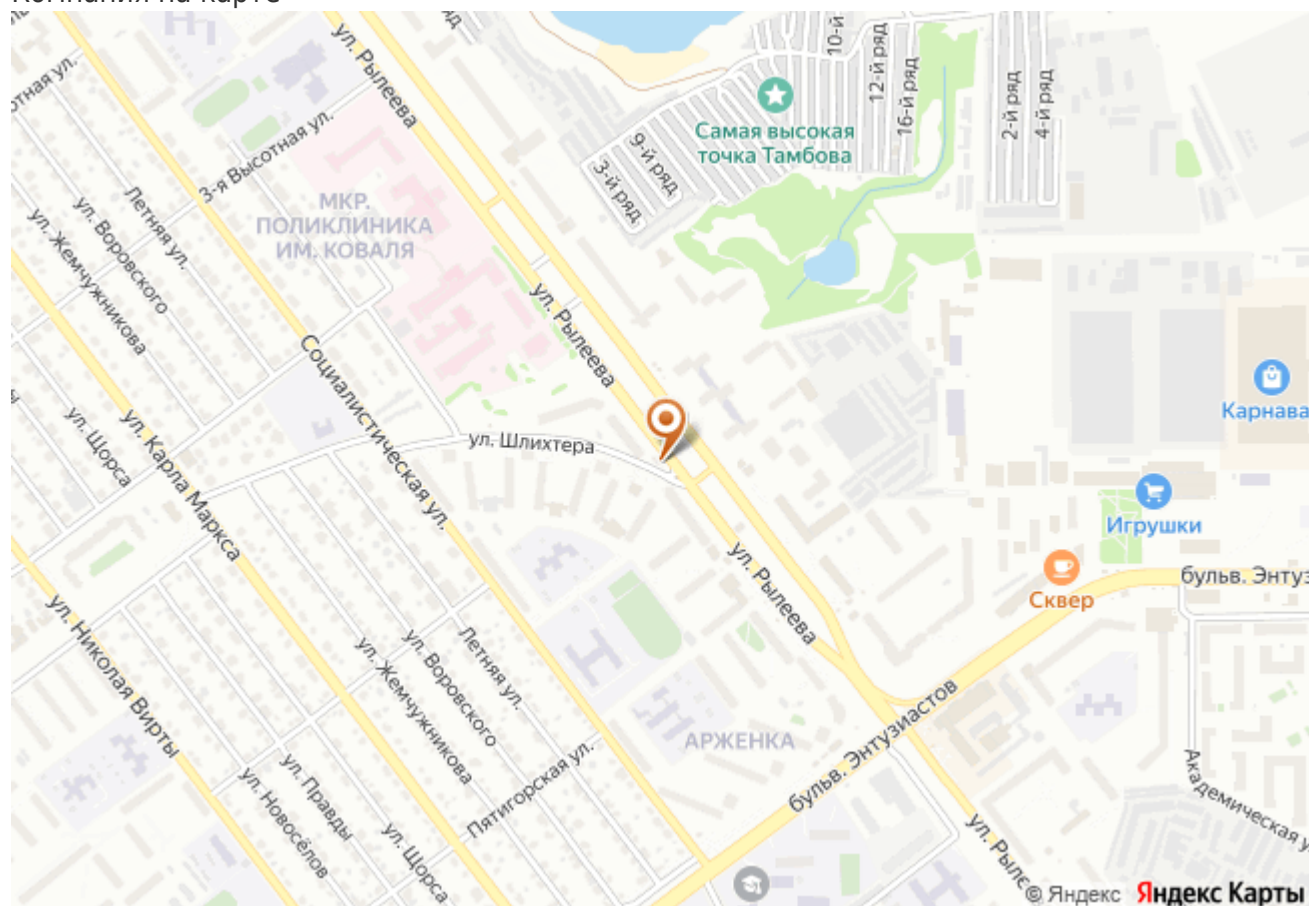 Компания на карте
ул. Рылеева
10-й
12-й ряд
16-й ряд
2-й ряд
4-й ряд
Самая высокая
точка Тамбова
9-й ряд
3-й ряд
3-я Высотная ул.
МКР.
ПОЛИКЛИНИКА
ИМ. КОВАЛЯ
Летняя ул.
ул. Воровского
ул. Жемчужникова
ул. Рылеева
Социалистическая ул.
Карнава
ул. Щорса
ул. Карла Маркса
ул. Шлихтера
Игрушки
ул. Рылеева
бульв. Энтуз
Сквер
ул. Николая Вирты
Летняя ул.
ул. Воровского
ул. Жемчужникова
АРЖЕНКА
бульв. Энтузиастов
Пятигорская ул.
ул. Правды
ул. Новосёлов
ул. Щорса
Академическая у
ул. Рыле
© Яндекс Яндекс Карты